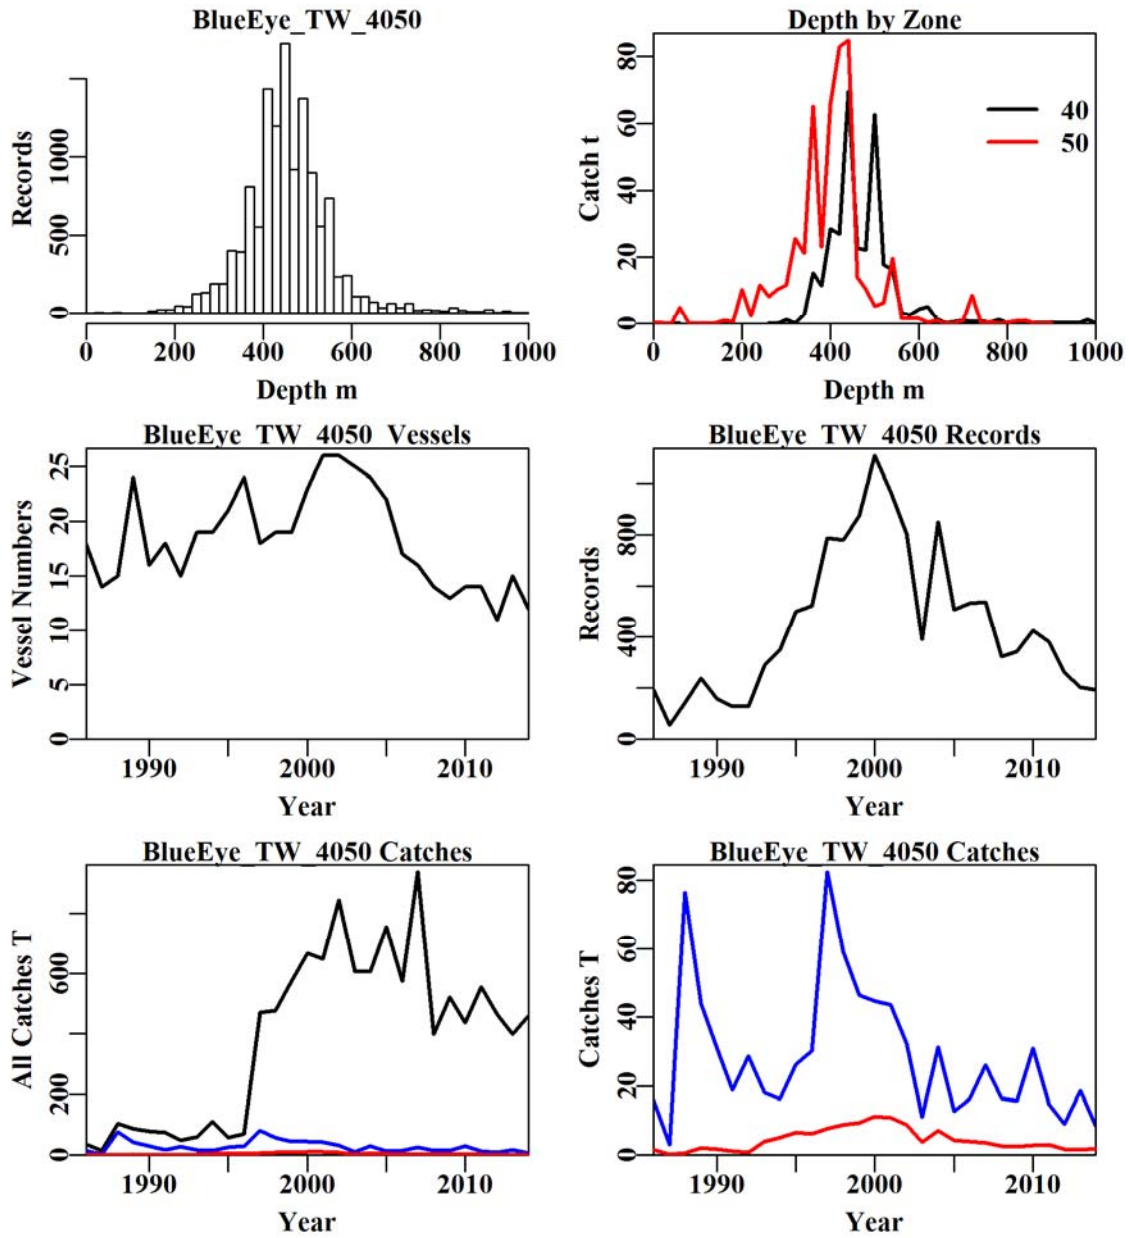 BlueEye_TW_4050
Records
0 500 1000
0 200 400 600 800 1000
Depth m
Depth by Zone
Catch t
0 20 40 60 80
40
50
0 200 400 600 800 1000
Depth m
BlueEye_TW_4050_Vessels
Vessel Numbers
0 5 10 15 20 25
1990 2000 2010
Year
BlueEye_TW_4050 Records
Records
0 400 800
1990 2000 2010
Year
BlueEye_TW_4050 Catches
All Catches T
0 200 600
1990 2000 2010
Year
BlueEye_TW_4050 Catches
Catches T
0 20 40 60 80
1990 2000 2010
Year